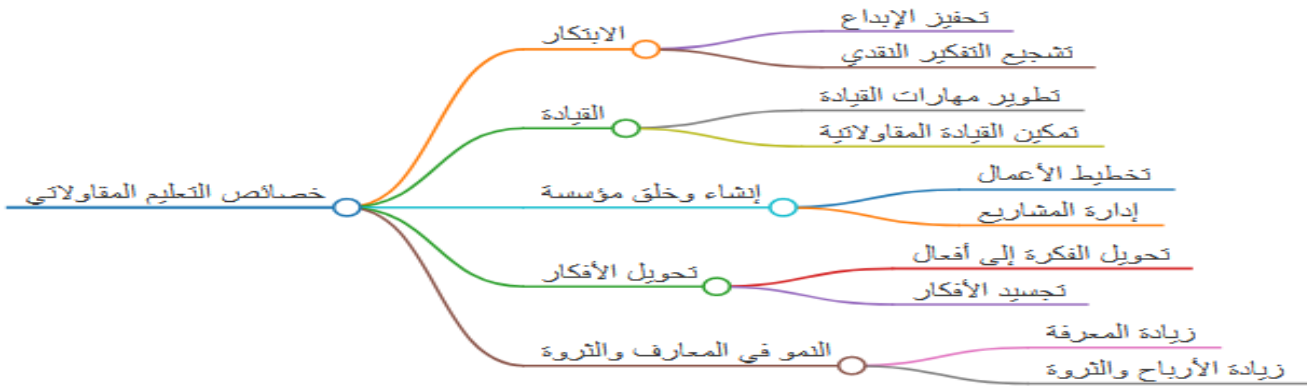 خصائص التعليم المقاولاتي
الابتكار
تحفيز الإبداع
تشجيع التفكير النقدي
القيادة
تطوير مهارات القيادة
تمكين القيادة المقاولاتية
إنشاء وخلق مؤسسة
تخطيط الأعمال
إدارة المشاريع
تحويل الأفكار
تحويل الفكرة إلى أفعال
تجسيد الأفكار
النمو في المعارف والثروة
زيادة المعرفة
زيادة الأرباح والثروة